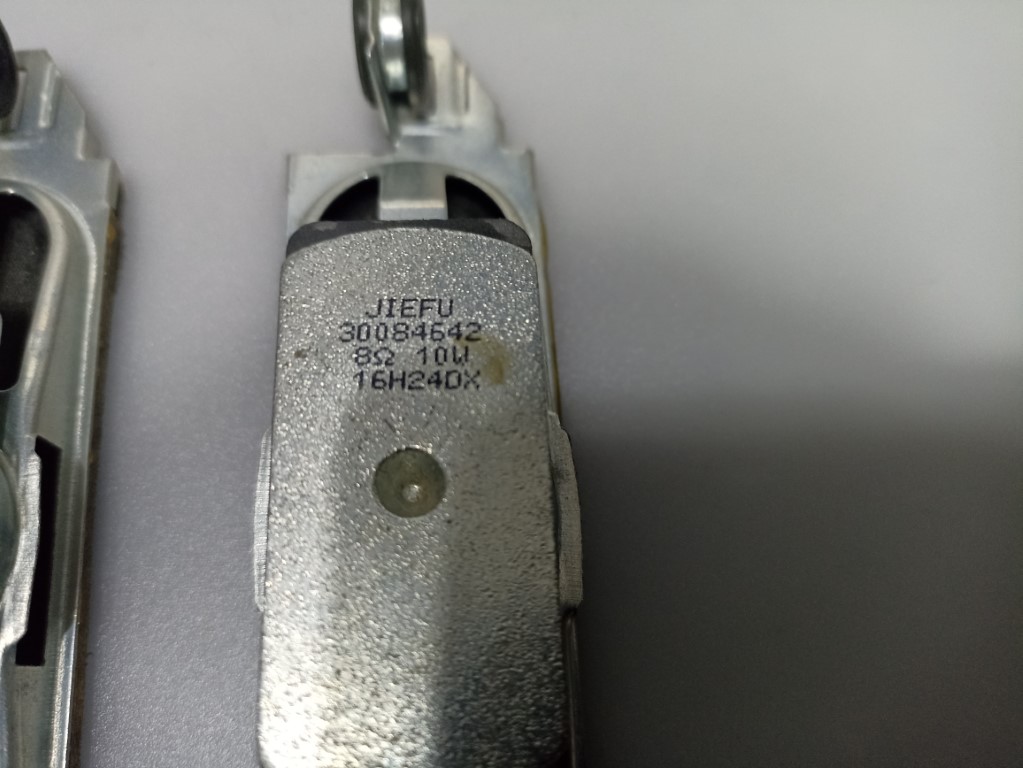 JIEFU
30084642
8Ω 10W
16H24DX